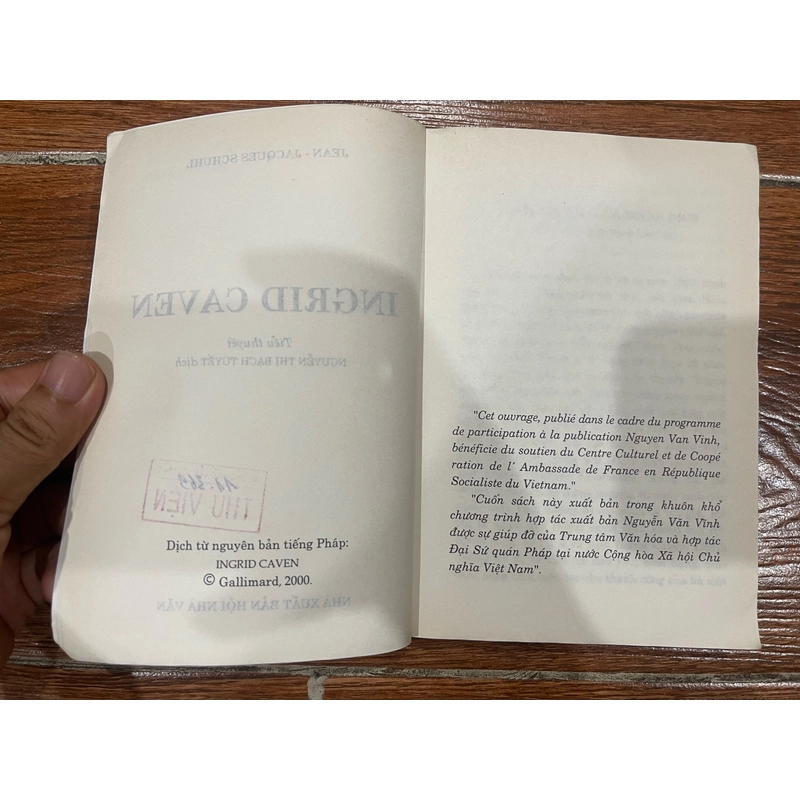 JEAN - JACQUES SCHUHL
INGRID CAVEN
Tiểu thuyết
NGUYỄN THỊ BẠCH TUYẾT dịch
THƯ VIỆN
Dịch từ nguyên bản tiếng Pháp:
INGRID CAVEN
© Gallimard, 2000.
NHÀ XUẤT BẢN HỘI NHÀ VĂN
"Cet ouvrage, publié dans le cadre du programme
de participation à la publication Nguyen Van Vinh,
bénéficie du soutien du Centre Culturel et de Coopé
ration de l' Ambassade de France en République
Socialiste du Vietnam."
"Cuốn sách này xuất bản trong khuôn khổ
chương trình hợp tác xuất bản Nguyễn Văn Vĩnh
được sự giúp đỡ của Trung tâm Văn hóa và hợp tác
Đại Sứ quán Pháp tại nước Cộng hòa Xã hội Chủ
nghĩa Việt Nam".